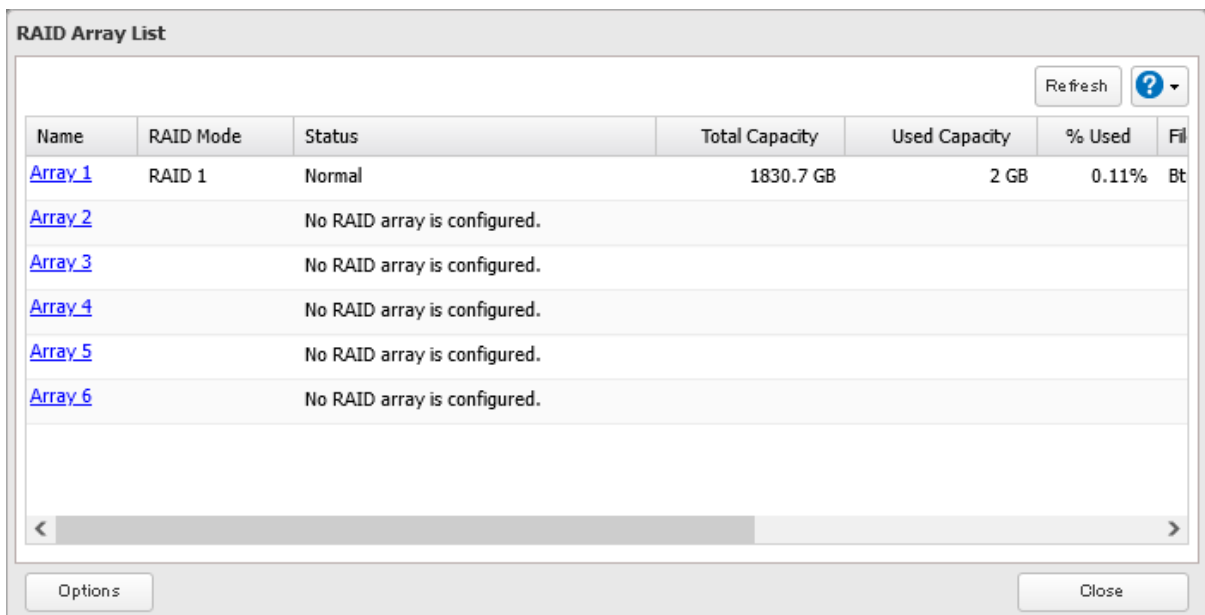 RAID Array List
Refresh ?
Name RAID Mode Status Total Capacity Used Capacity % Used Fil
Array 1 RAID 1 Normal 1830.7 GB 2 GB 0.11% Bt
Array 2 No RAID array is configured.
Array 3 No RAID array is configured.
Array 4 No RAID array is configured.
Array 5 No RAID array is configured.
Array 6 No RAID array is configured.
Options Close